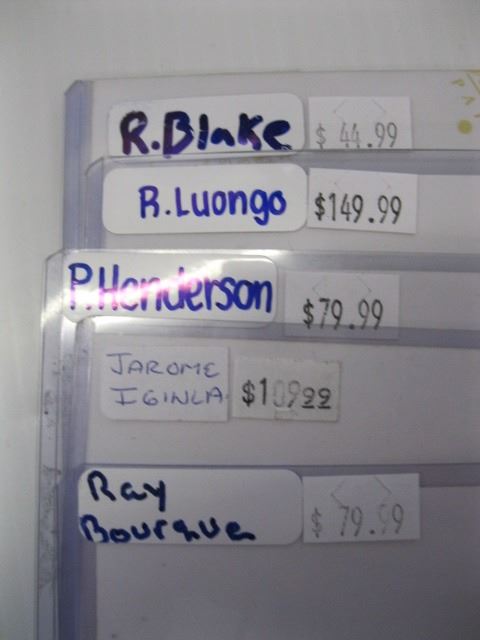 R.Blake $ 44.99
R.Luongo $149.99
P.Henderson $79.99
JAROME
IGINLA $109.99
Ray
Bourque $ 79.99